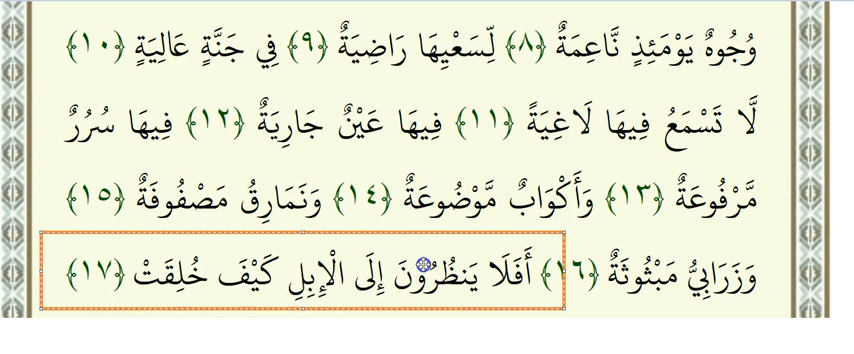 وُجُوهٌ يَوْمَئِذٍ نَّاعِمَةٌ ﴿٨﴾ لِّسَعْيِهَا رَاضِيَةٌ ﴿٩﴾ فِي جَنَّةٍ عَالِيَةٍ ﴿١٠﴾
لَّا تَسْمَعُ فِيهَا لَاغِيَةً ﴿١١﴾ فِيهَا عَيْنٌ جَارِيَةٌ ﴿١٢﴾ فِيهَا سُرُرٌ
مَّرْفُوعَةٌ ﴿١٣﴾ وَأَكْوَابٌ مَّوْضُوعَةٌ ﴿١٤﴾ وَنَمَارِقُ مَصْفُوفَةٌ ﴿١٥﴾
وَزَرَابِيُّ مَبْثُوثَةٌ ﴿١٦﴾ أَفَلَا يَنظُرُونَ إِلَى الْإِبِلِ كَيْفَ خُلِقَتْ ﴿١٧﴾